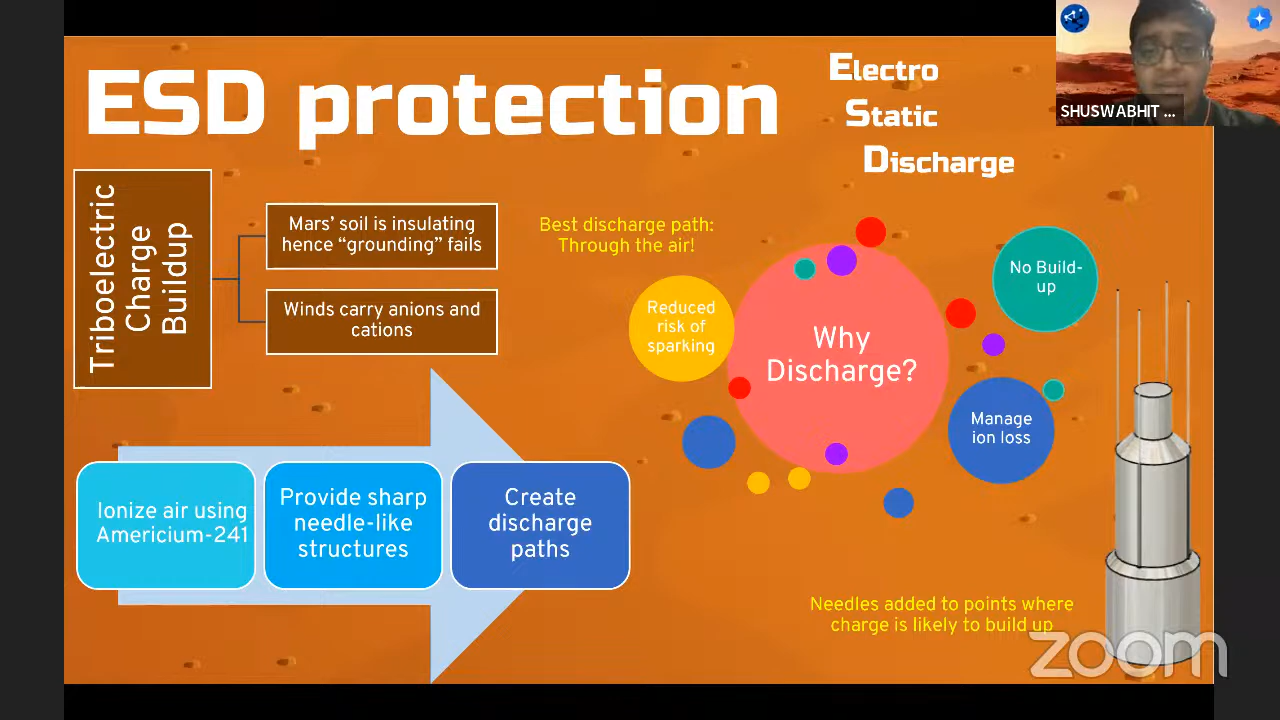 ESD protection
Electro
Static
Discharge
SHUSWABHIT ...
Triboelectric
Charge
Buildup
Mars’ soil is insulating
hence “grounding” fails
Winds carry anions and
cations
Best discharge path:
Through the air!
Reduced
risk of
sparking
Why
Discharge?
No Build-
up
Manage
ion loss
Ionize air using
Americium-241
Provide sharp
needle-like
structures
Create
discharge
paths
Needles added to points where
charge is likely to build up
zoom